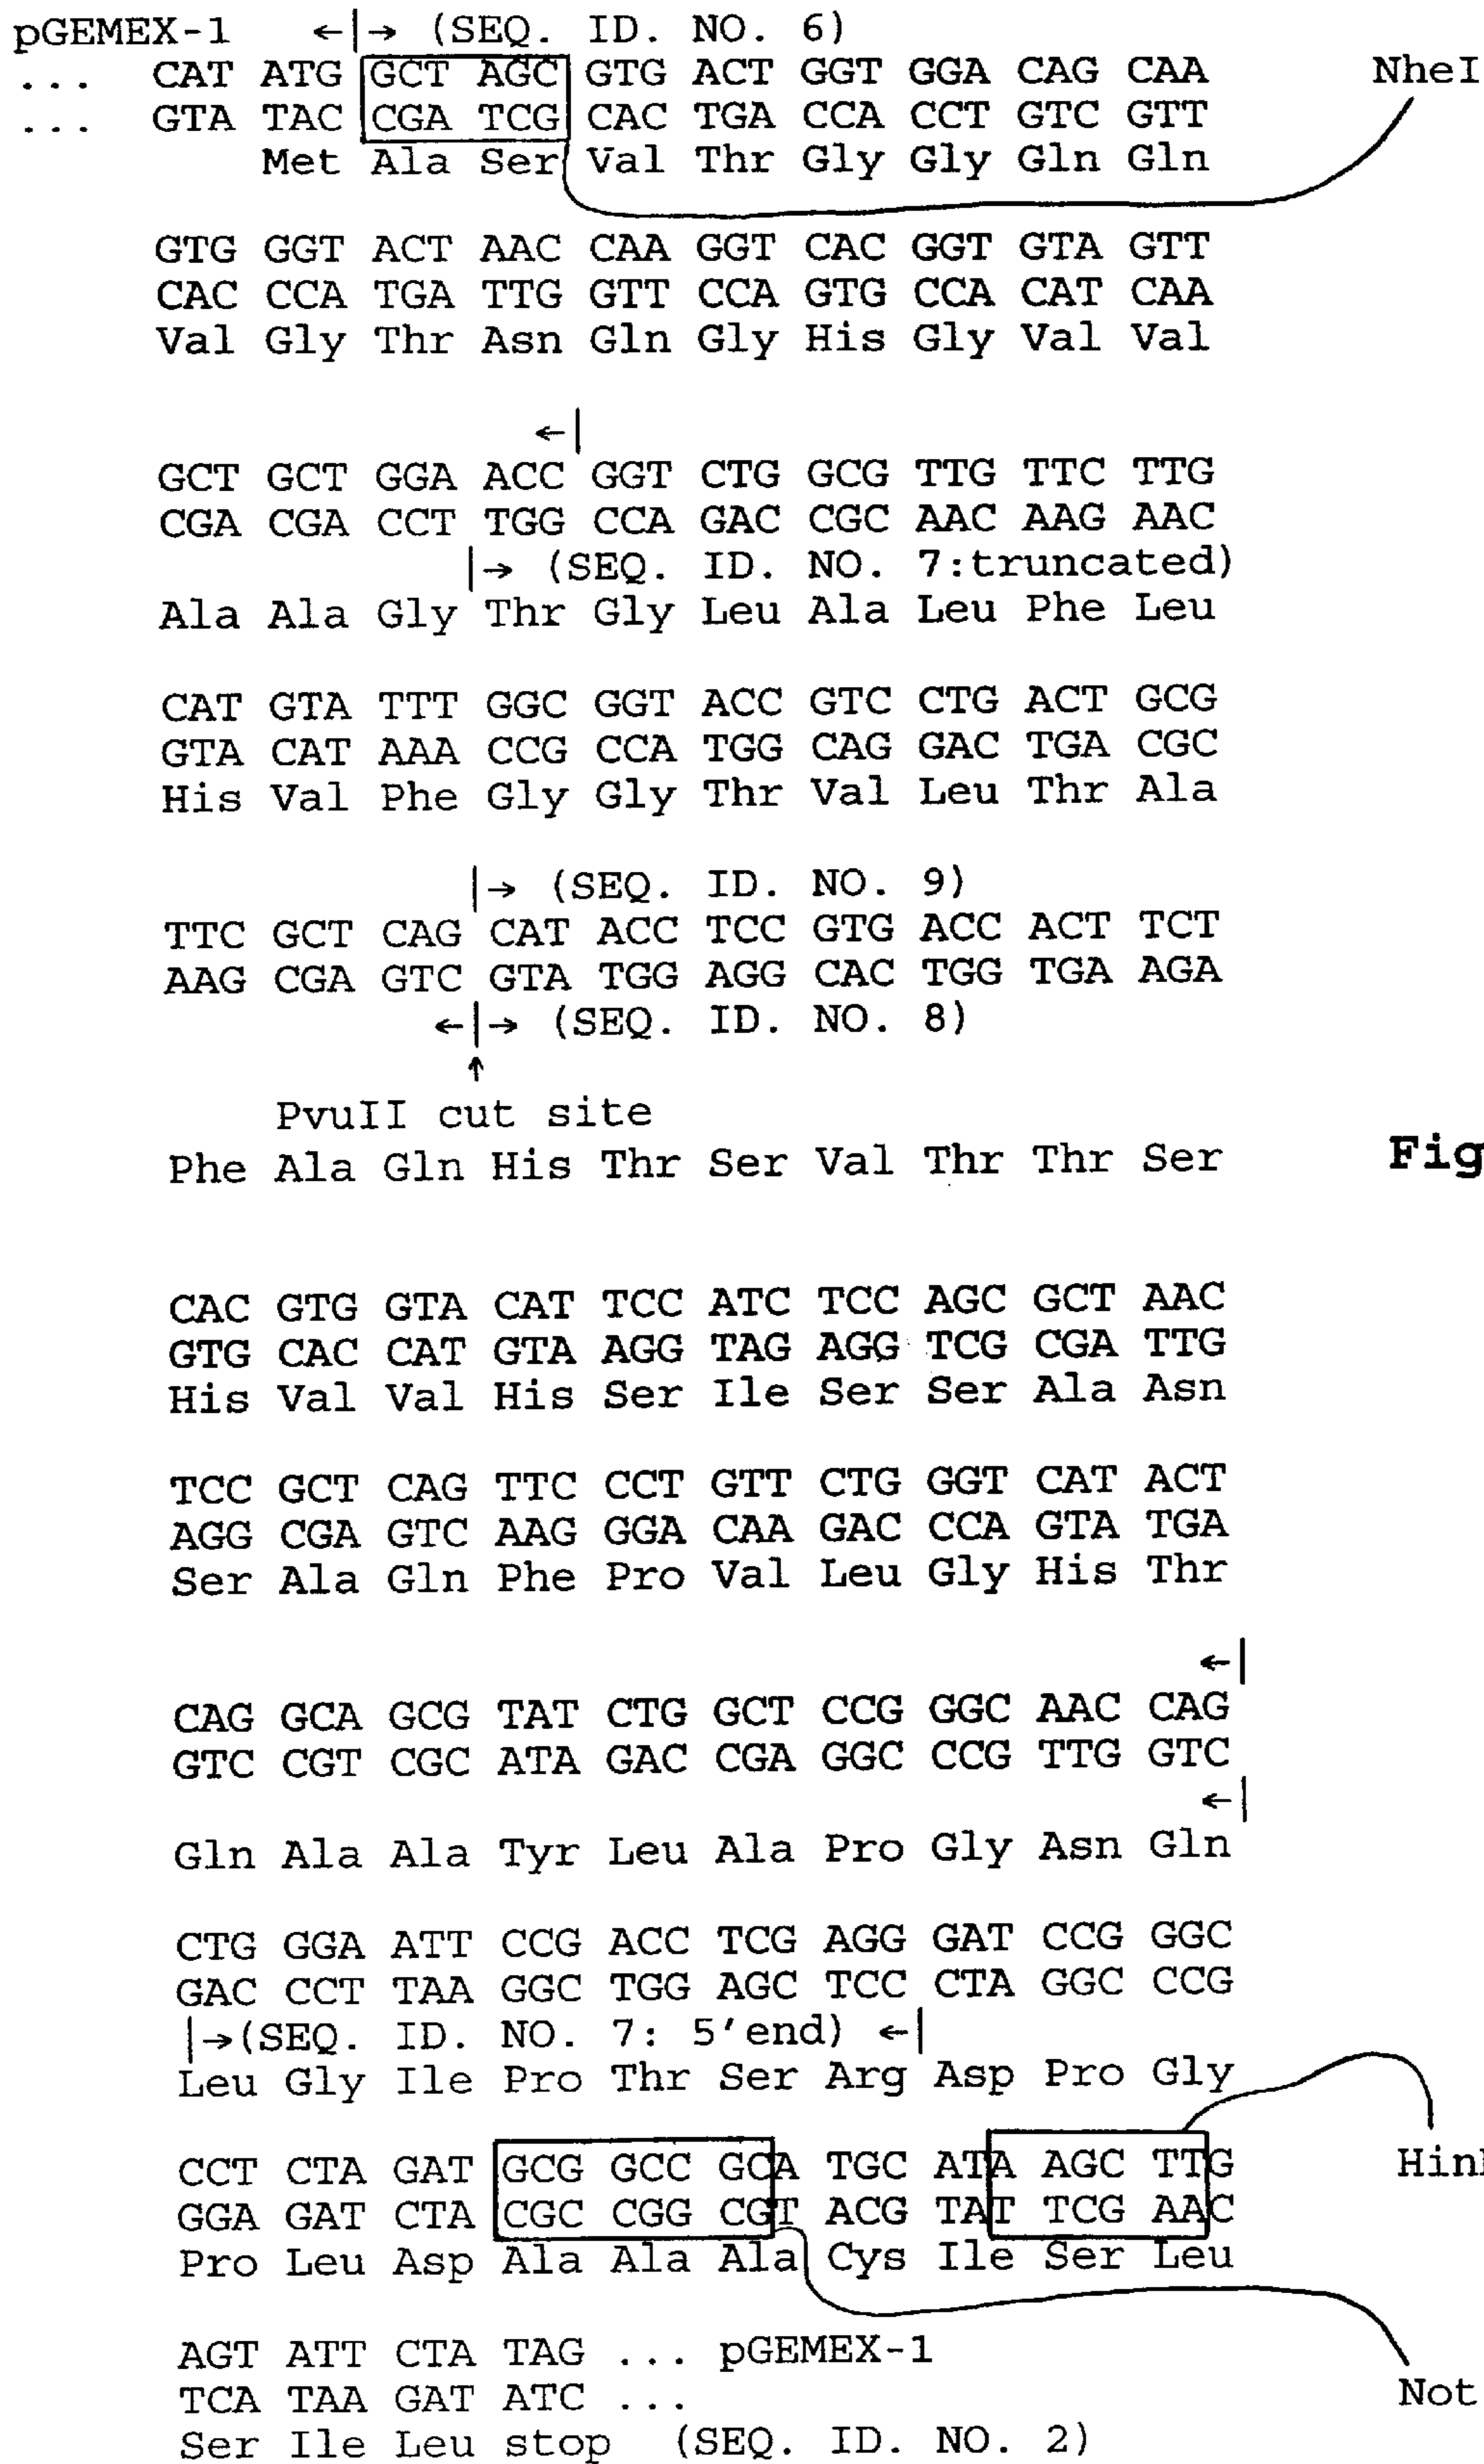 pGEMEX-1 ←|→ (SEQ. ID. NO. 6)
... CAT ATG GCT AGC GTG ACT GGT GGA CAG CAA NheI
... GTA TAC CGA TCG CAC TGA CCA CCT GTC GTT
Met Ala Ser Val Thr Gly Gly Gln Gln
GTG GGT ACT AAC CAA GGT CAC GGT GTA GTT
CAC CCA TGA TTG GTT CCA GTG CCA CAT CAA
Val Gly Thr Asn Gln Gly His Gly Val Val
←|
GCT GCT GGA ACC GGT CTG GCG TTG TTC TTG
CGA CGA CCT TGG CCA GAC CGC AAC AAG AAC
|→ (SEQ. ID. NO. 7:truncated)
Ala Ala Gly Thr Gly Leu Ala Leu Phe Leu
CAT GTA TTT GGC GGT ACC GTC CTG ACT GCG
GTA CAT AAA CCG CCA TGG CAG GAC TGA CGC
His Val Phe Gly Gly Thr Val Leu Thr Ala
|→ (SEQ. ID. NO. 9)
TTC GCT CAG CAT ACC TCC GTG ACC ACT TCT
AAG CGA GTC GTA TGG AGG CAC TGG TGA AGA
←|→ (SEQ. ID. NO. 8)
↑
PvuII cut site
Phe Ala Gln His Thr Ser Val Thr Thr Ser Fig
CAC GTG GTA CAT TCC ATC TCC AGC GCT AAC
GTG CAC CAT GTA AGG TAG AGG TCG CGA TTG
His Val Val His Ser Ile Ser Ser Ala Asn
TCC GCT CAG TTC CCT GTT CTG GGT CAT ACT
AGG CGA GTC AAG GGA CAA GAC CCA GTA TGA
Ser Ala Gln Phe Pro Val Leu Gly His Thr
←|
CAG GCA GCG TAT CTG GCT CCG GGC AAC CAG
GTC CGT CGC ATA GAC CGA GGC CCG TTG GTC
←|
Gln Ala Ala Tyr Leu Ala Pro Gly Asn Gln
CTG GGA ATT CCG ACC TCG AGG GAT CCG GGC
GAC CCT TAA GGC TGG AGC TCC CTA GGC CCG
|→(SEQ. ID. NO. 7: 5'end) ←|
Leu Gly Ile Pro Thr Ser Arg Asp Pro Gly
CCT CTA GAT GCG GCC GCA TGC ATA AGC TTG
GGA GAT CTA CGC CGG CGT ACG TAT TCG AAC
Pro Leu Asp Ala Ala Ala Cys Ile Ser Leu
AGT ATT CTA TAG ... pGEMEX-1
TCA TAA GAT ATC ... Not
Ser Ile Leu stop (SEQ. ID. NO. 2)